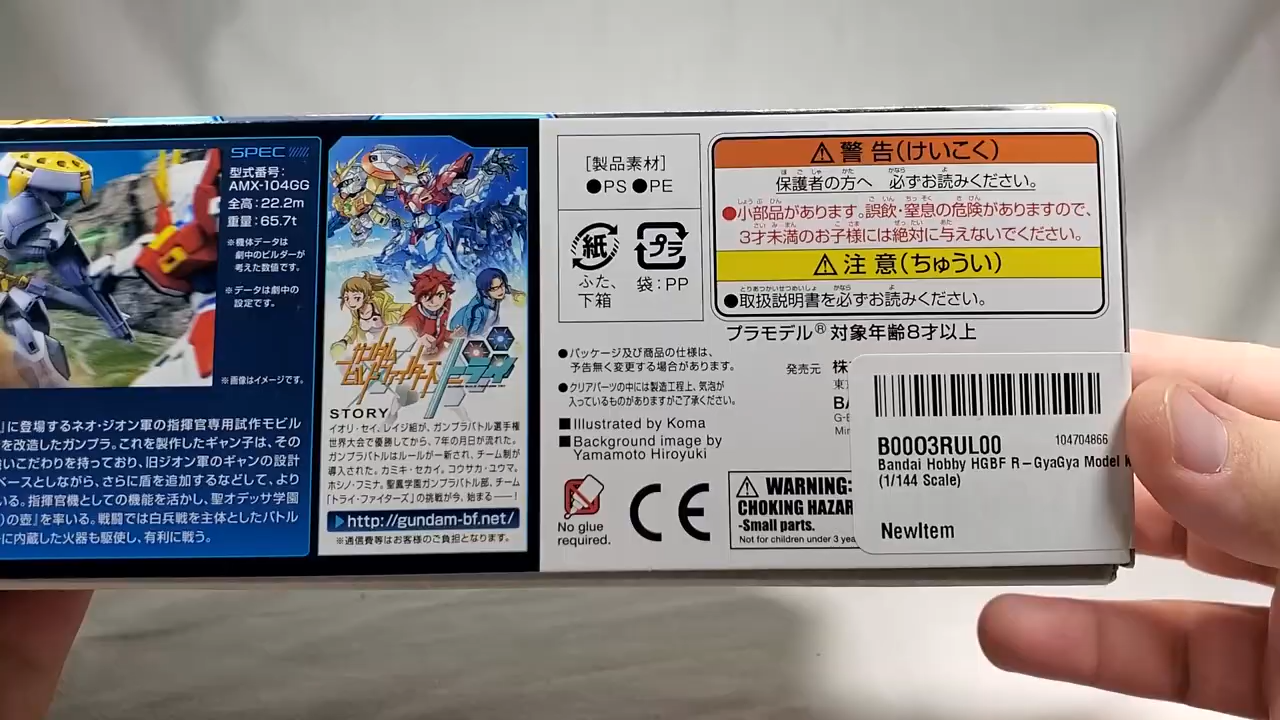 SPEC
型式番号:
AMX-104GG
全高: 22.2m
重量: 65.7t
※機体データは
劇中のビルダーが
考えた数値です。
※データは劇中の
設定です。
※画像はイメージです。
」に登場するネオ・ジオン軍の指揮官専用試作モビル
を改造したガンプラ。これを製作したギャン子は、その
いこだわりを持っており、旧ジオン軍のギャンの設計
ベースとしながら、さらに盾を追加するなどして、より
いる。指揮官機としての機能を活かし、聖オデッサ学園
の壺』を率いる。戦闘では白兵戦を主体としたバトル
に内蔵した火器も駆使し、有利に戦う。
ガンダム
ビルドファイターズ
トライ
STORY
イオリ・セイ、レイジ組が、ガンプラバトル選手権
世界大会で優勝してから、7年の月日が流れた。
ガンプラバトルはルールが一新され、チーム制が
導入された。カミキ・セカイ。コウサカ・ユウマ。
ホシノ・フミナ。聖鳳学園ガンプラバトル部、チーム
「トライ・ファイターズ」の挑戦が今、始まる――!
http://gundam-bf.net/
※通信費等はお客様のご負担となります。
[製品素材]
●PS ●PE
紙
ふた、
下箱
プラ
袋:PP
●パッケージ及び商品の仕様は、
予告無く変更する場合があります。
●クリアパーツの中には製造工程上、気泡が
入っているものがありますがご了承ください。
■Illustrated by Koma
■Background image by
Yamamoto Hiroyuki
No glue
required.
CE
⚠警告(けいこく)
保護者の方へ 必ずお読みください。
●小部品があります。誤飲・窒息の危険がありますので、
3才未満のお子様には絶対に与えないでください。
⚠注意(ちゅうい)
●取扱説明書を必ずお読みください。
プラモデル® 対象年齢8才以上
発売元 株
東
BA
G-B
Min
⚠WARNING:
CHOKING HAZAR
-Small parts.
Not for children under 3 yea
B0003RUL00
104704866
Bandai Hobby HGBF R-GyaGya Model K
(1/144 Scale)
NewItem